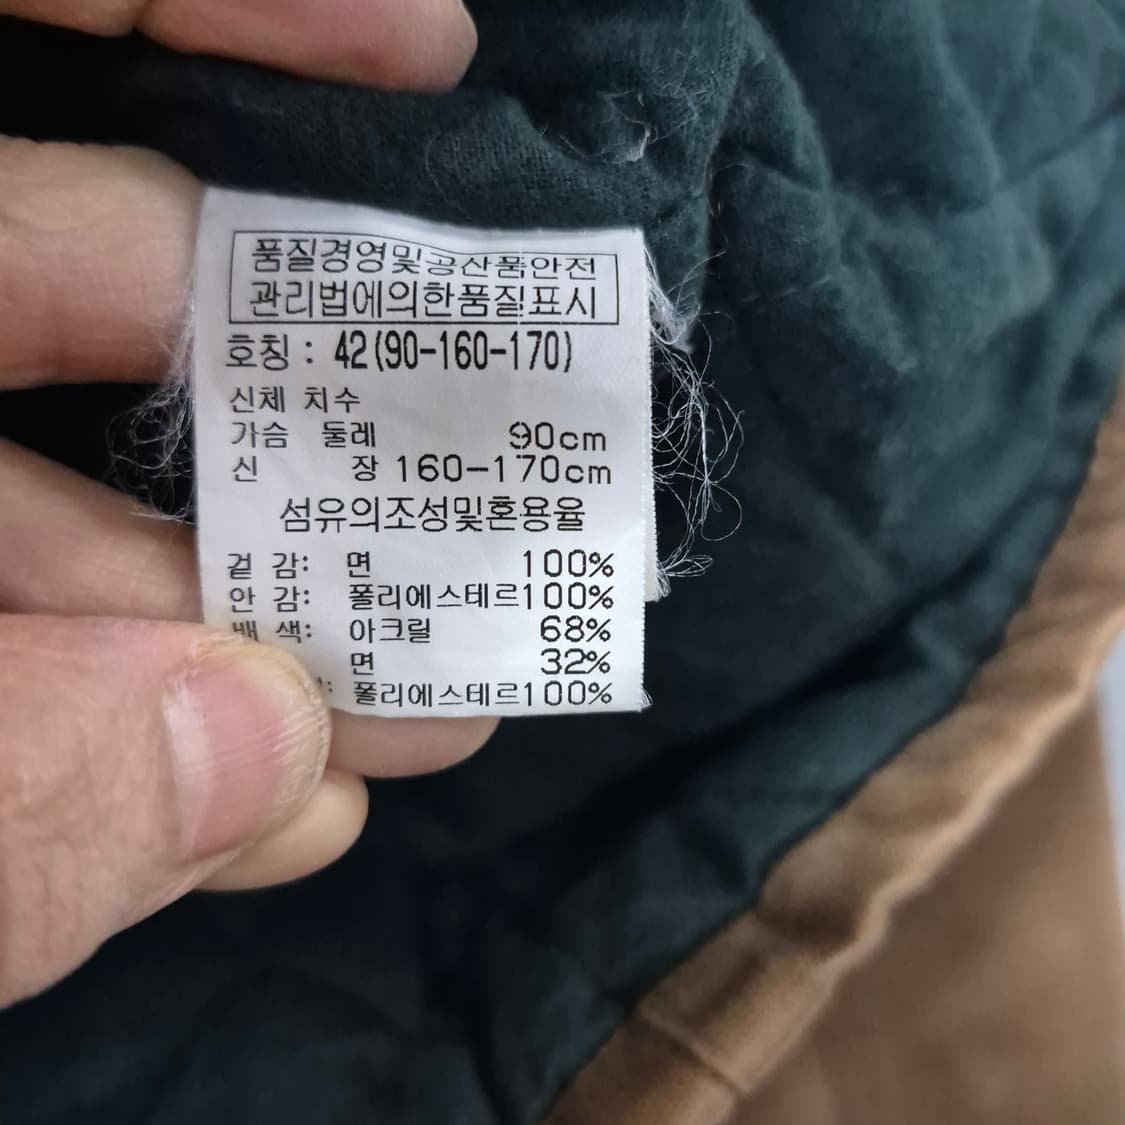 품질경영및공산품안전
관리법에의한품질표시
호칭 : 42(90-160-170)
신체 치수
가슴 둘레 90cm
신 장 160-170cm
섬유의조성및혼용율
겉 감: 면 100%
안 감: 폴리에스테르100%
배 색: 아크릴 68%
면 32%
: 폴리에스테르100%